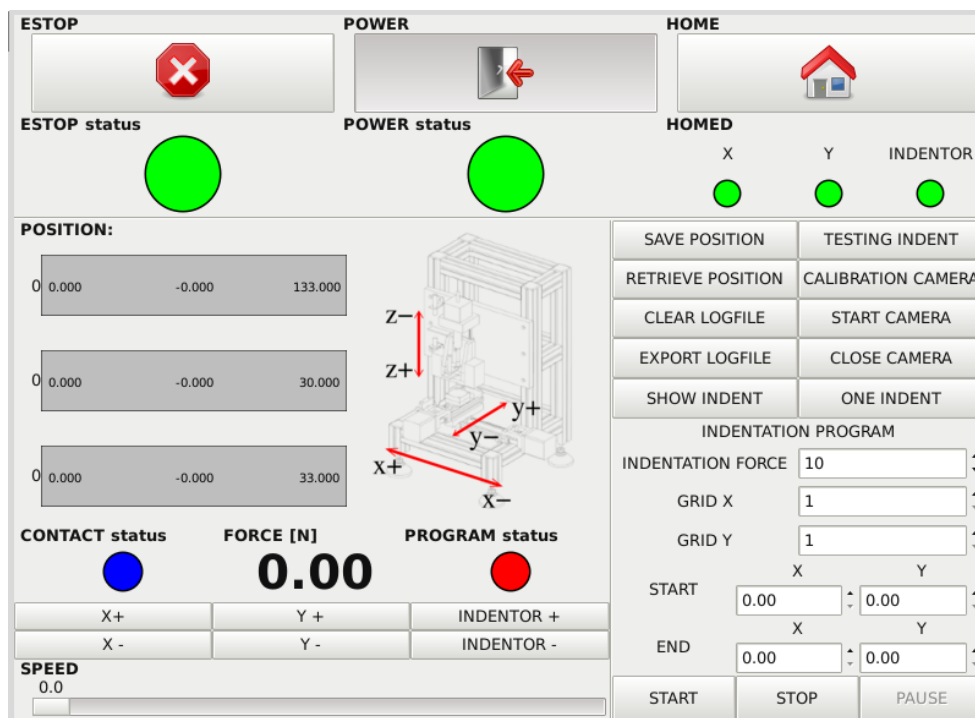 ESTOP POWER HOME
ESTOP status POWER status HOMED
X Y INDENTOR
POSITION:
0 0.000 -0.000 133.000
0 0.000 -0.000 30.000
0 0.000 -0.000 33.000
z-
z+
y+
y-
x+
x-
CONTACT status FORCE [N] PROGRAM status
0.00
X+ Y + INDENTOR +
X - Y - INDENTOR -
SPEED
0.0
SAVE POSITION TESTING INDENT
RETRIEVE POSITION CALIBRATION CAMERA
CLEAR LOGFILE START CAMERA
EXPORT LOGFILE CLOSE CAMERA
SHOW INDENT ONE INDENT
INDENTATION PROGRAM
INDENTATION FORCE 10
GRID X 1
GRID Y 1
X Y
START 0.00 0.00
X Y
END 0.00 0.00
START STOP PAUSE